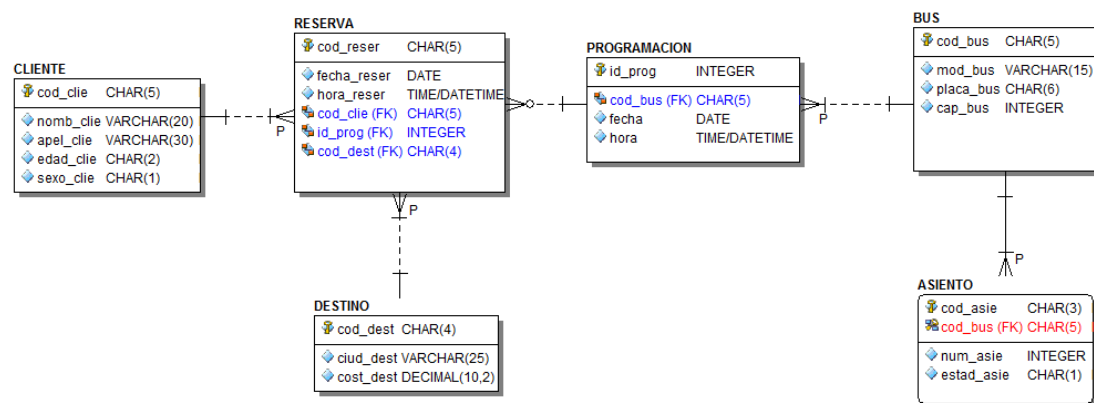 CLIENTE
cod_clie CHAR(5)
nomb_clie VARCHAR(20)
apel_clie VARCHAR(30)
edad_clie CHAR(2)
sexo_clie CHAR(1)
P
RESERVA
cod_reser CHAR(5)
fecha_reser DATE
hora_reser TIME/DATETIME
cod_clie (FK) CHAR(5)
id_prog (FK) INTEGER
cod_dest (FK) CHAR(4)
P
DESTINO
cod_dest CHAR(4)
ciud_dest VARCHAR(25)
cost_dest DECIMAL(10,2)
PROGRAMACION
id_prog INTEGER
cod_bus (FK) CHAR(5)
fecha DATE
hora TIME/DATETIME
P
BUS
cod_bus CHAR(5)
mod_bus VARCHAR(15)
placa_bus CHAR(6)
cap_bus INTEGER
P
ASIENTO
cod_asie CHAR(3)
cod_bus (FK) CHAR(5)
num_asie INTEGER
estad_asie CHAR(1)